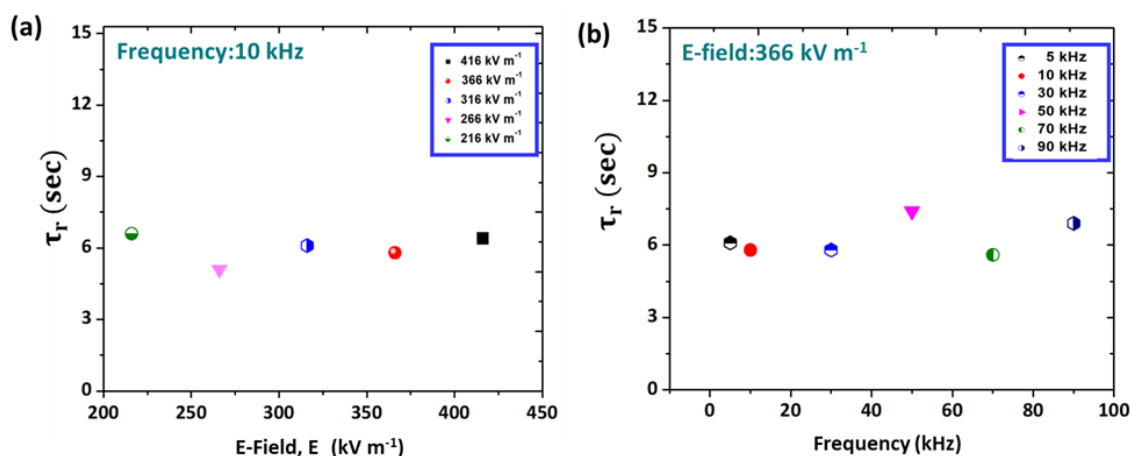 (a)
Frequency:10 kHz
416 kV m⁻¹
366 kV m⁻¹
316 kV m⁻¹
266 kV m⁻¹
216 kV m⁻¹
15
12
9
6
3
0
τr (sec)
200 250 300 350 400 450
E-Field, E (kV m⁻¹)
(b)
E-field:366 kV m⁻¹
5 kHz
10 kHz
30 kHz
50 kHz
70 kHz
90 kHz
15
12
9
6
3
0
τr (sec)
0 20 40 60 80 100
Frequency (kHz)